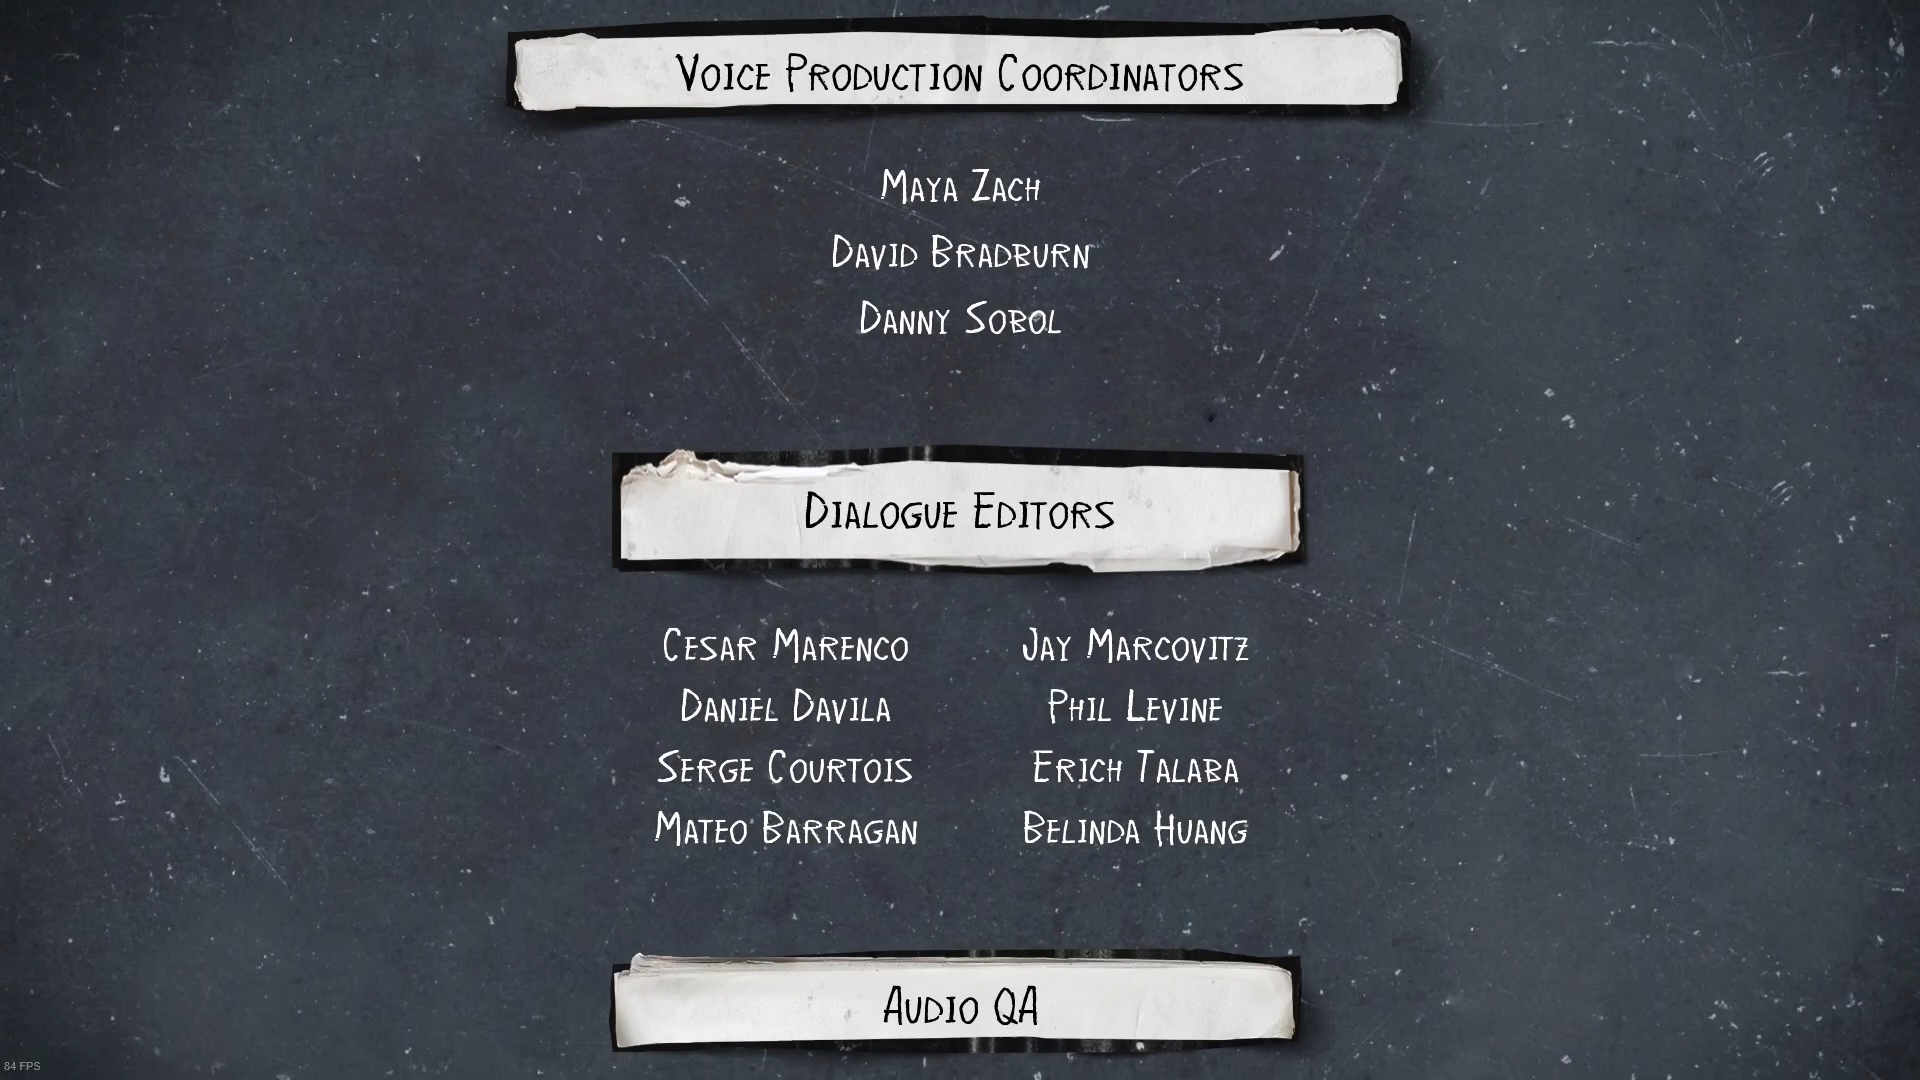 Voice Production Coordinators
Maya Zach
David Bradburn
Danny Sobol
Dialogue Editors
Cesar Marenco
Jay Marcovitz
Daniel Davila
Phil Levine
Serge Courtois
Erich Talaba
Mateo Barragan
Belinda Huang
Audio QA
84 FPS